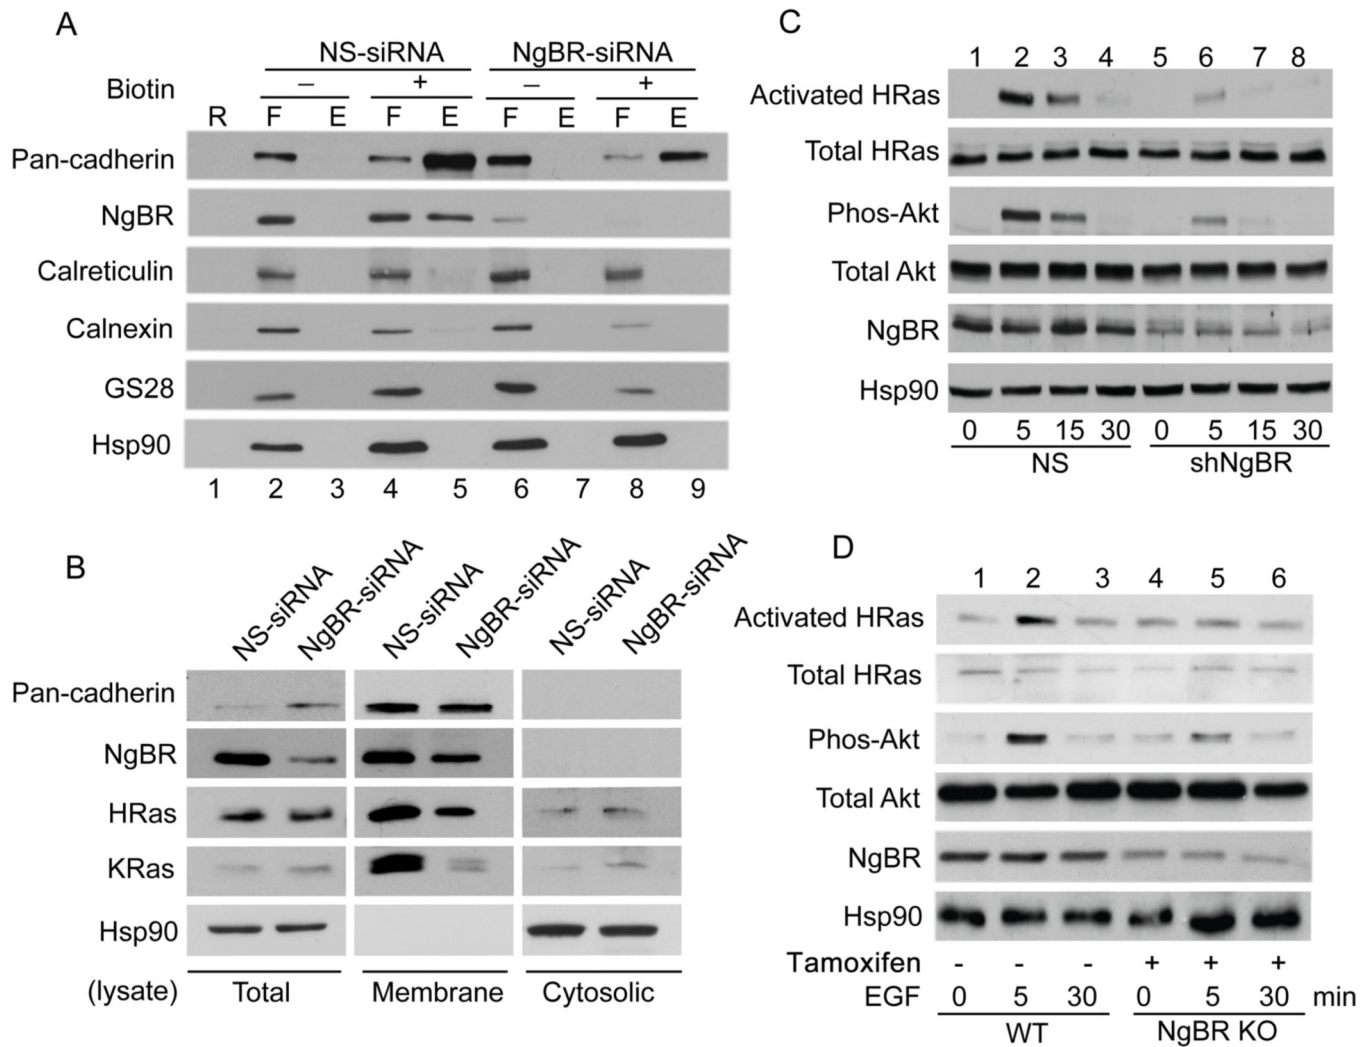 A
NS-siRNA NgBR-siRNA
Biotin – + – +
R F E F E F E F E
Pan-cadherin
NgBR
Calreticulin
Calnexin
GS28
Hsp90
1 2 3 4 5 6 7 8 9
B
NS-siRNA NgBR-siRNA NS-siRNA NgBR-siRNA NS-siRNA NgBR-siRNA
Pan-cadherin
NgBR
HRas
KRas
Hsp90
(lysate) Total Membrane Cytosolic
C
1 2 3 4 5 6 7 8
Activated HRas
Total HRas
Phos-Akt
Total Akt
NgBR
Hsp90
0 5 15 30 0 5 15 30
NS shNgBR
D
1 2 3 4 5 6
Activated HRas
Total HRas
Phos-Akt
Total Akt
NgBR
Hsp90
Tamoxifen - - - + + +
EGF 0 5 30 0 5 30 min
WT NgBR KO